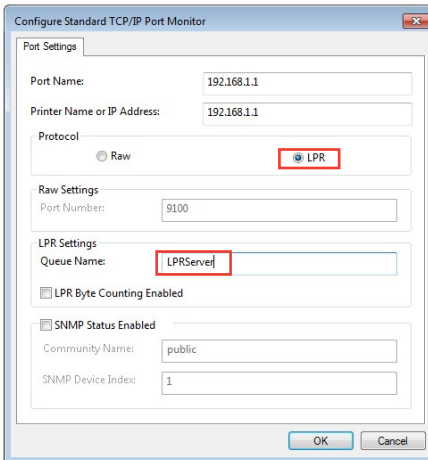 Configure Standard TCP/IP Port Monitor
Port Settings
Port Name: 192.168.1.1
Printer Name or IP Address: 192.168.1.1
Protocol
Raw LPR
Raw Settings
Port Number: 9100
LPR Settings
Queue Name: LPRServer
LPR Byte Counting Enabled
SNMP Status Enabled
Community Name: public
SNMP Device Index: 1
OK Cancel